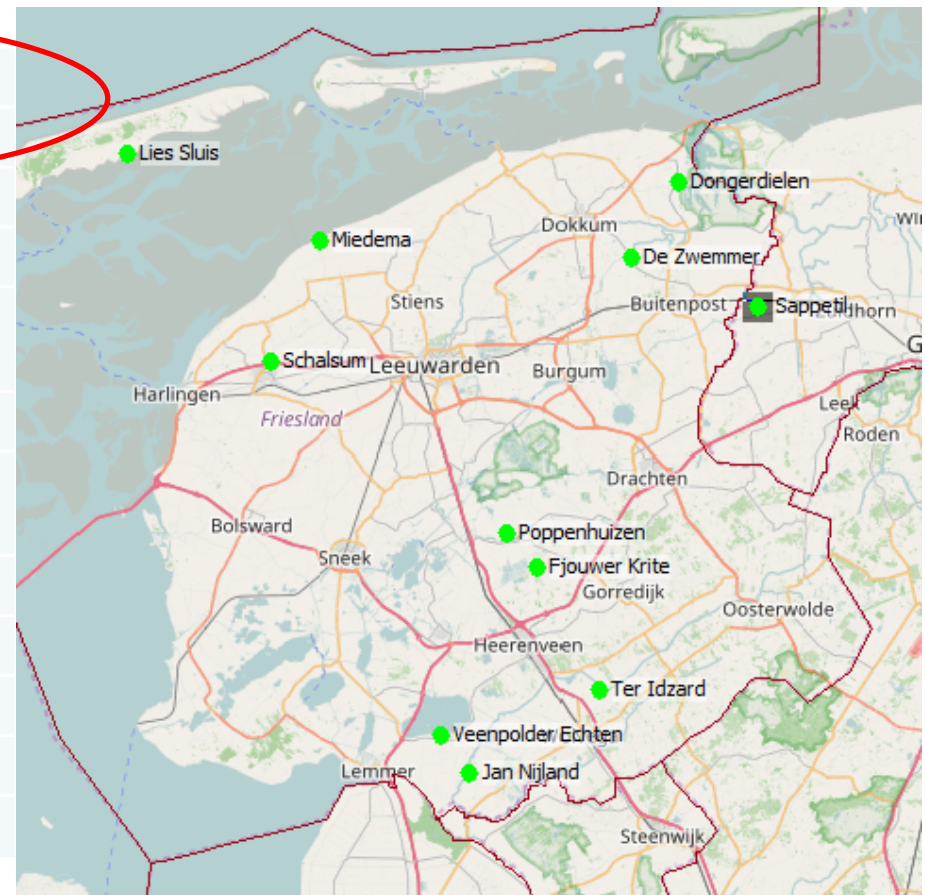 Lies Sluis
Dongerdielen
Dokkum
Miedema
De Zwemmer
Stiens
Buitenpost
Sappetil
Schalsum
Leeuwarden
Burgum
Harlingen
Leek
Friesland
Roden
Drachten
Bolsward
Poppenhuizen
Sneek
Fjouwer Krite
Gorredijk
Oosterwolde
Heerenveen
Ter Idzard
Veenpolder Echten
Lemmer
Jan Nijland
Steenwijk